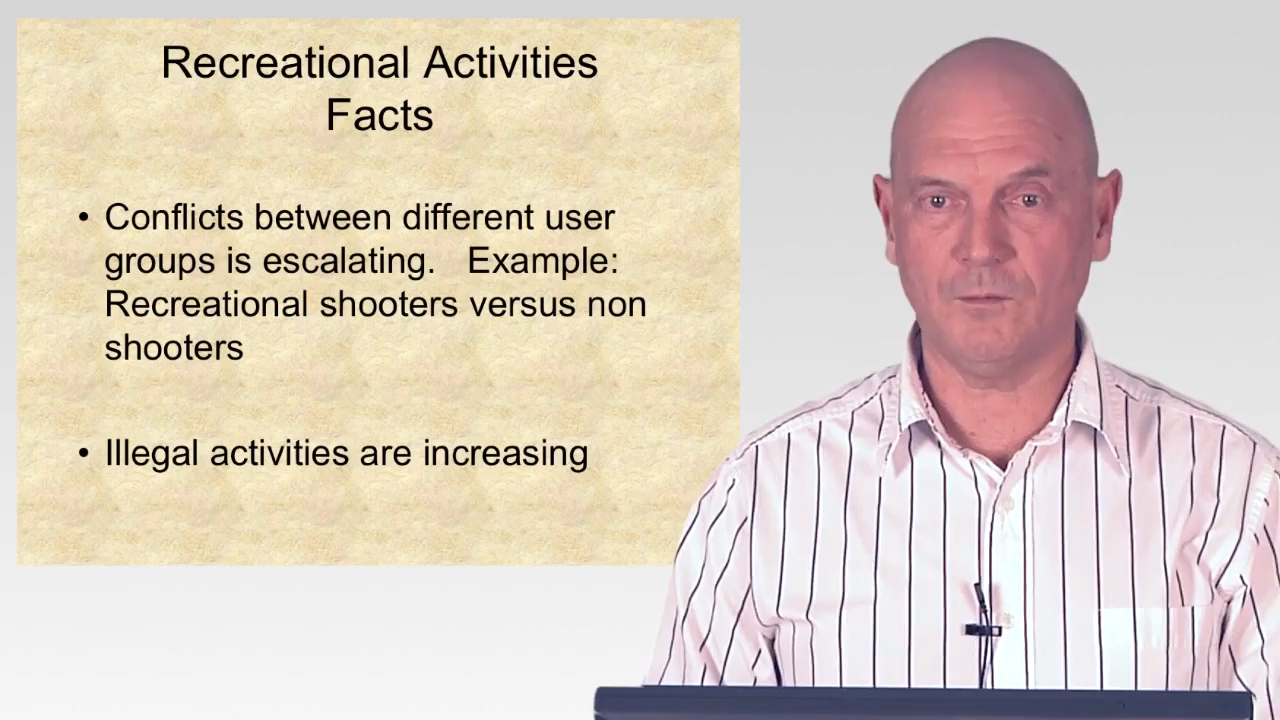 Recreational Activities
Facts
• Conflicts between different user
groups is escalating.   Example:
Recreational shooters versus non
shooters
• Illegal activities are increasing